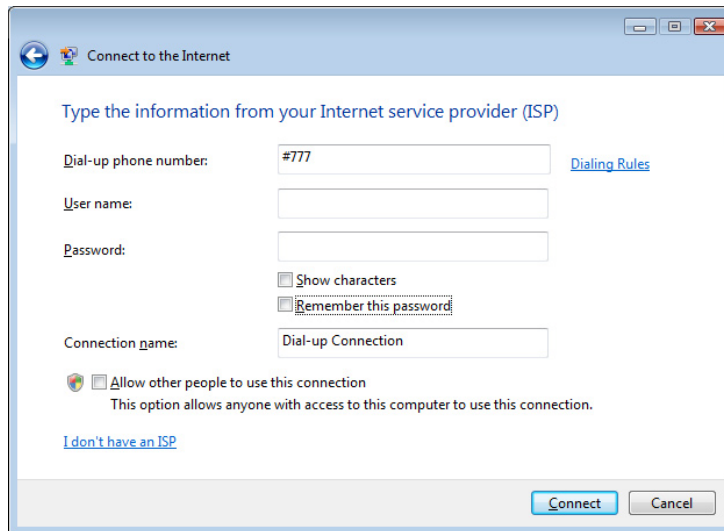 Connect to the Internet
Type the information from your Internet service provider (ISP)
Dial-up phone number: #777 Dialing Rules
User name:
Password:
Show characters
Remember this password
Connection name: Dial-up Connection
Allow other people to use this connection
This option allows anyone with access to this computer to use this connection.
I don't have an ISP
Connect Cancel